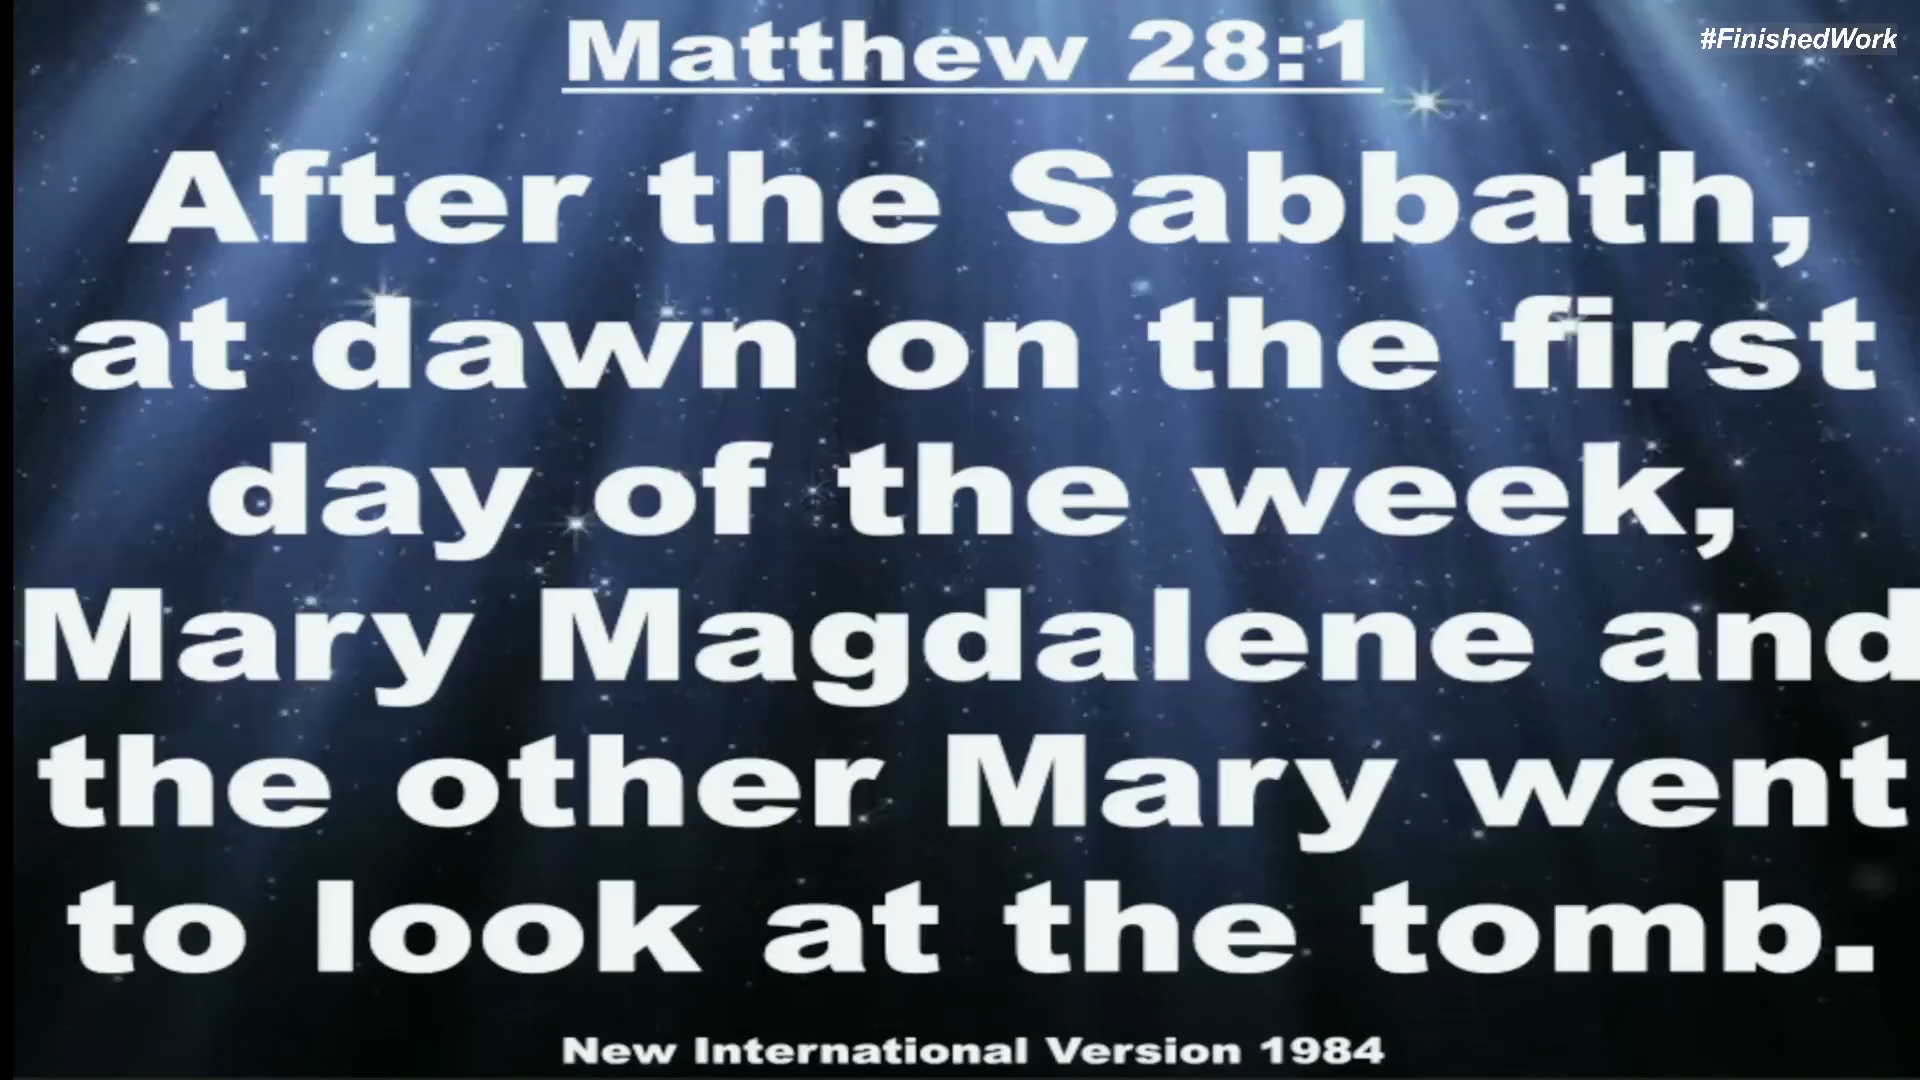 Matthew 28:1
#FinishedWork
After the Sabbath,
at dawn on the first
day of the week,
Mary Magdalene and
the other Mary went
to look at the tomb.
New International Version 1984